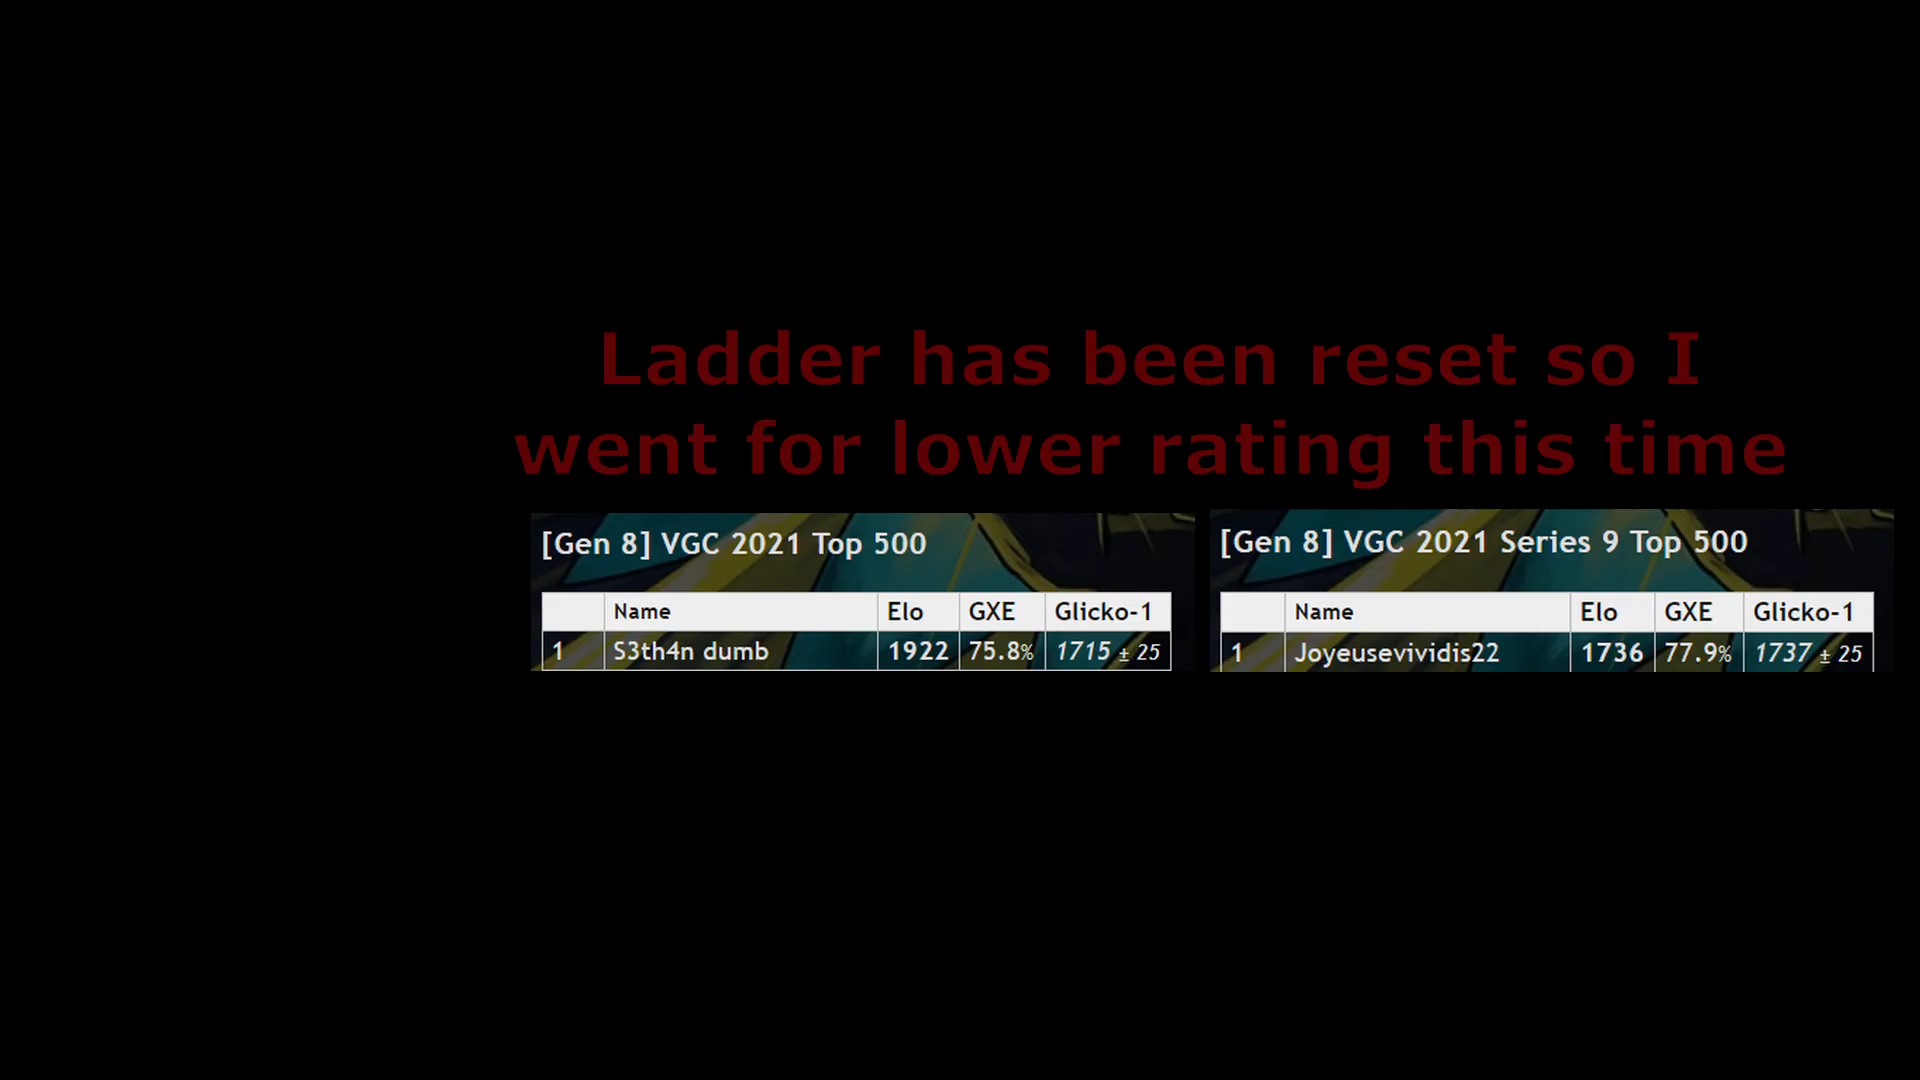 Ladder has been reset so I
went for lower rating this time
[Gen 8] VGC 2021 Top 500
Name Elo GXE Glicko-1
1 S3th4n dumb 1922 75.8% 1715 ± 25
[Gen 8] VGC 2021 Series 9 Top 500
Name Elo GXE Glicko-1
1 Joyeusevividis22 1736 77.9% 1737 ± 25